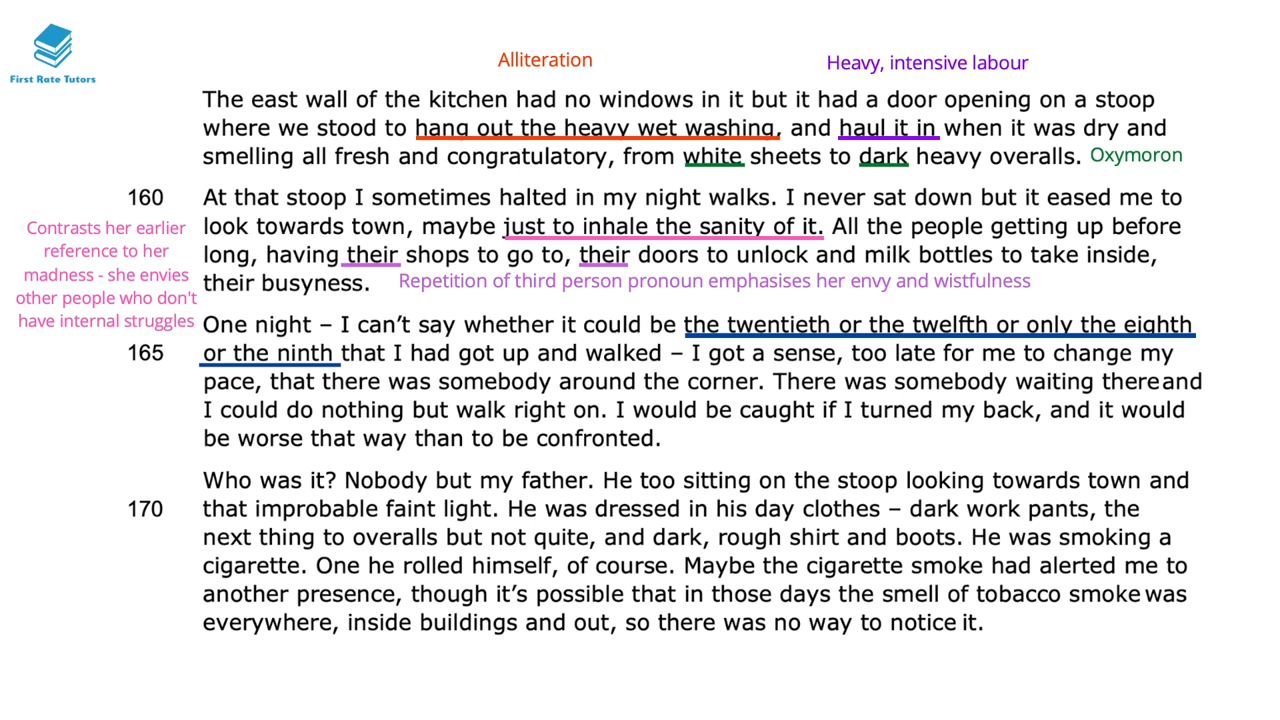 First Rate Tutors
Alliteration
Heavy, intensive labour
The east wall of the kitchen had no windows in it but it had a door opening on a stoop
where we stood to hang out the heavy wet washing, and haul it in when it was dry and
smelling all fresh and congratulatory, from white sheets to dark heavy overalls. Oxymoron
160 At that stoop I sometimes halted in my night walks. I never sat down but it eased me to
look towards town, maybe just to inhale the sanity of it. All the people getting up before
long, having their shops to go to, their doors to unlock and milk bottles to take inside,
their busyness. Repetition of third person pronoun emphasises her envy and wistfulness
Contrasts her earlier
reference to her
madness - she envies
other people who don't
have internal struggles
One night – I can't say whether it could be the twentieth or the twelfth or only the eighth
165 or the ninth that I had got up and walked – I got a sense, too late for me to change my
pace, that there was somebody around the corner. There was somebody waiting there and
I could do nothing but walk right on. I would be caught if I turned my back, and it would
be worse that way than to be confronted.
Who was it? Nobody but my father. He too sitting on the stoop looking towards town and
170 that improbable faint light. He was dressed in his day clothes – dark work pants, the
next thing to overalls but not quite, and dark, rough shirt and boots. He was smoking a
cigarette. One he rolled himself, of course. Maybe the cigarette smoke had alerted me to
another presence, though it's possible that in those days the smell of tobacco smoke was
everywhere, inside buildings and out, so there was no way to notice it.